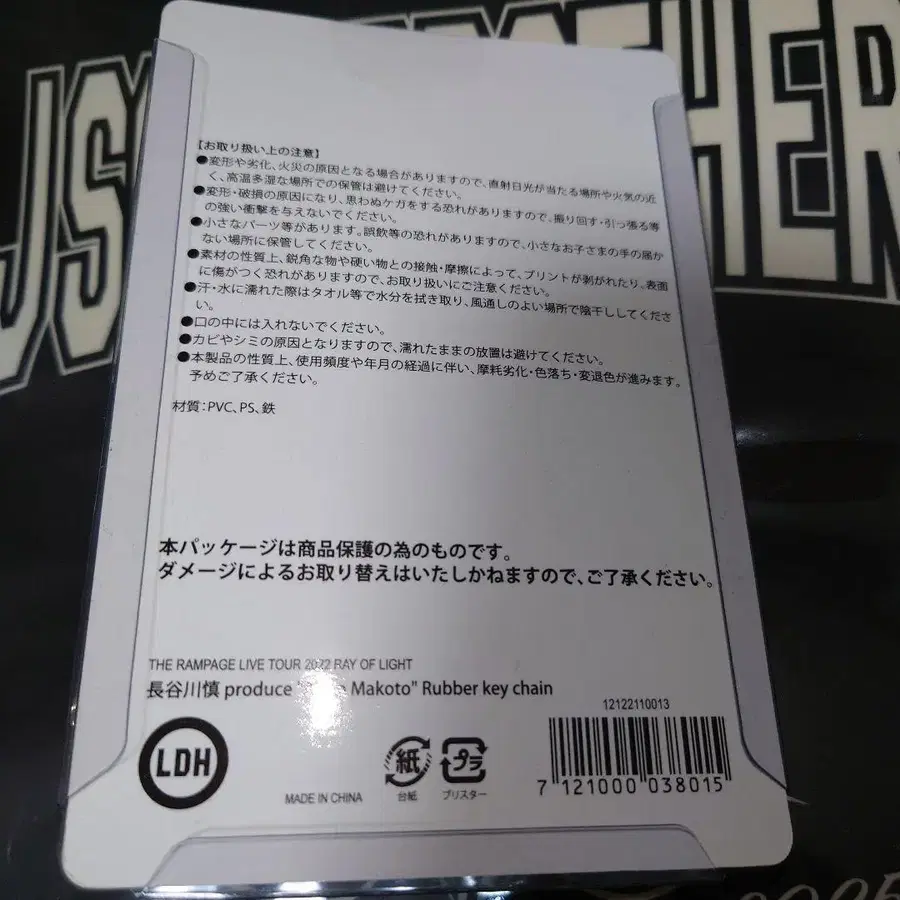 JS
THER
【お取り扱い上の注意】
●変形や劣化、火災の原因となる場合がありますので、直射日光が当たる場所や火気の近
く、高温多湿な場所での保管は避けてください。
●変形・破損の原因になり、思わぬケガをする恐れがありますので、振り回す・引っ張る等
の強い衝撃を与えないでください。
●小さなパーツ等があります。誤飲等の恐れがありますので、小さなお子さまの手の届か
ない場所に保管してください。
●素材の性質上、鋭角な物や硬い物との接触・摩擦によって、プリントが剥がれたり、表面
に傷がつく恐れがありますので、お取り扱いにご注意ください。
●汗・水に濡れた際はタオル等で水分を拭き取り、風通しのよい場所で陰干ししてくださ
い。
●口の中には入れないでください。
●カビやシミの原因となりますので、濡れたままの放置は避けてください。
●本製品の性質上、使用頻度や年月の経過に伴い、摩耗劣化・色落ち・変退色が進みます。
予めご了承ください。
材質：PVC、PS、鉄
本パッケージは商品保護の為のものです。
ダメージによるお取り替えはいたしかねますので、ご了承ください。
THE RAMPAGE LIVE TOUR 2022 RAY OF LIGHT
長谷川慎 produce Makoto" Rubber key chain
12122110013
LDH
MADE IN CHINA
紙
台紙
プラ
ブリスター
7 121000 038015